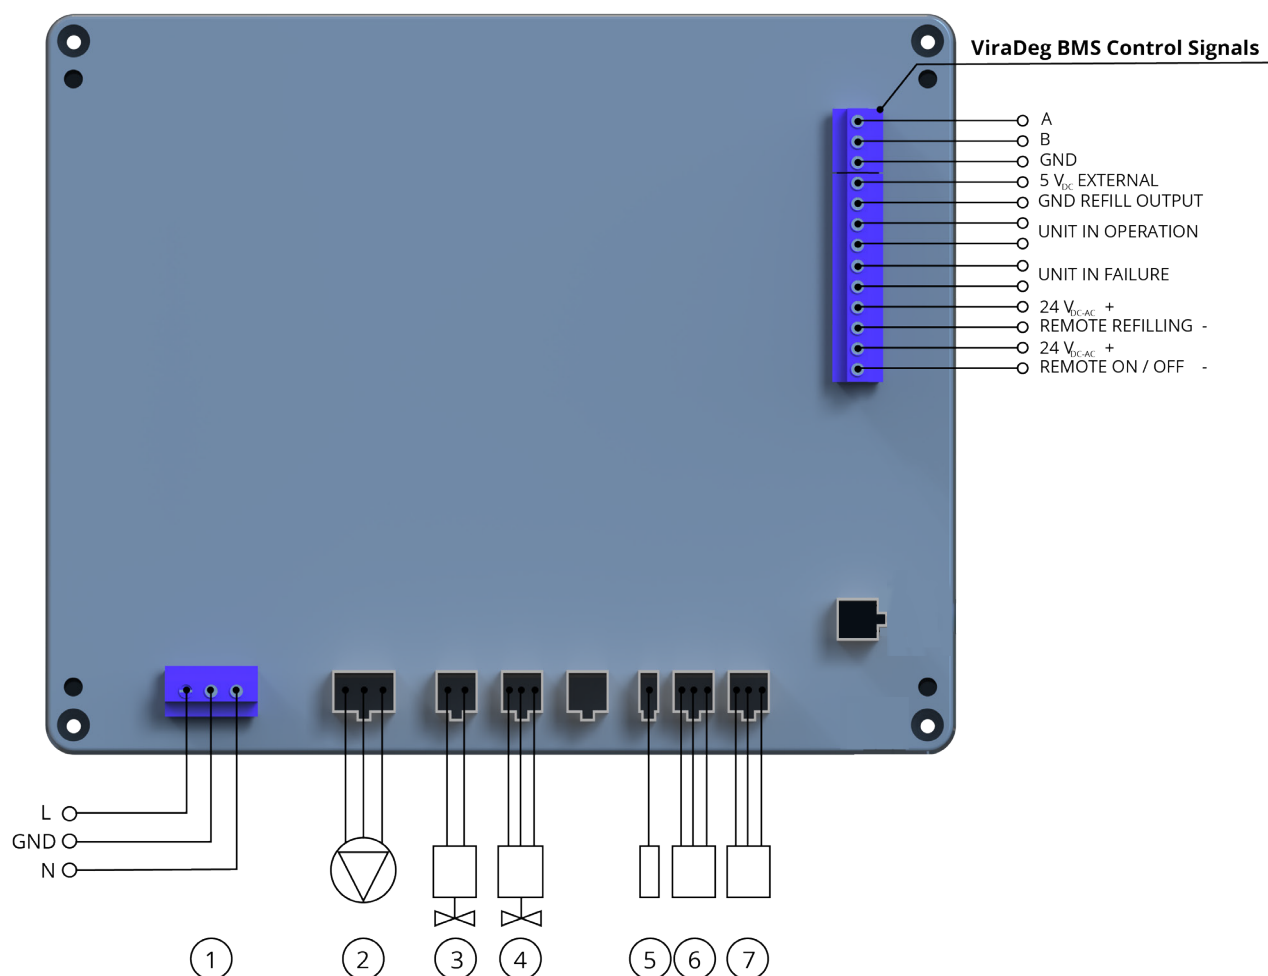 ViraDeg BMS Control Signals
A
B
GND
5 VDC EXTERNAL
GND REFILL OUTPUT
UNIT IN OPERATION
UNIT IN FAILURE
24 VDC-AC +
REMOTE REFILLING -
24 VDC-AC +
REMOTE ON / OFF -
L
GND
N
1 2 3 4 5 6 7